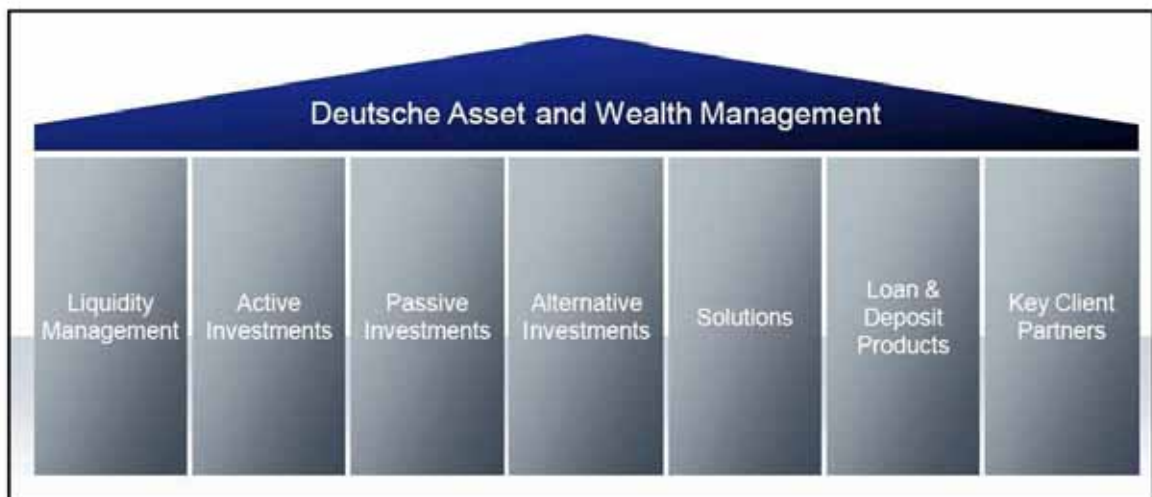 Deutsche Asset and Wealth Management
Liquidity
Management
Active
Investments
Passive
Investments
Alternative
Investments
Solutions
Loan &
Deposit
Products
Key Client
Partners